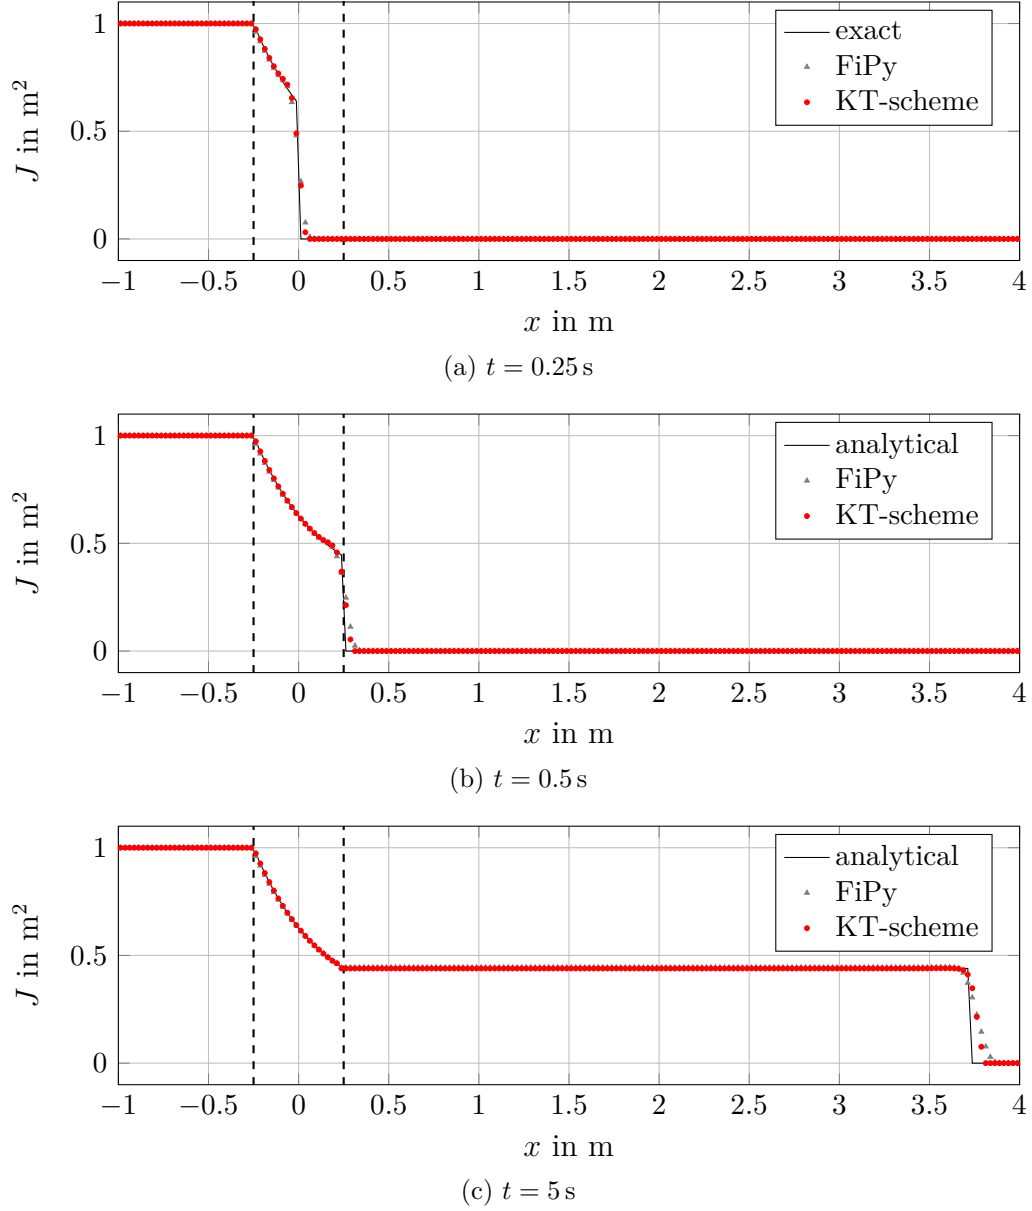 1
0.5
0
J in m²
exact
FiPy
KT-scheme
−1 −0.5 0 0.5 1 1.5 2 2.5 3 3.5 4
x in m
(a) t = 0.25 s
1
0.5
0
J in m²
analytical
FiPy
KT-scheme
−1 −0.5 0 0.5 1 1.5 2 2.5 3 3.5 4
x in m
(b) t = 0.5 s
1
0.5
0
J in m²
analytical
FiPy
KT-scheme
−1 −0.5 0 0.5 1 1.5 2 2.5 3 3.5 4
x in m
(c) t = 5 s